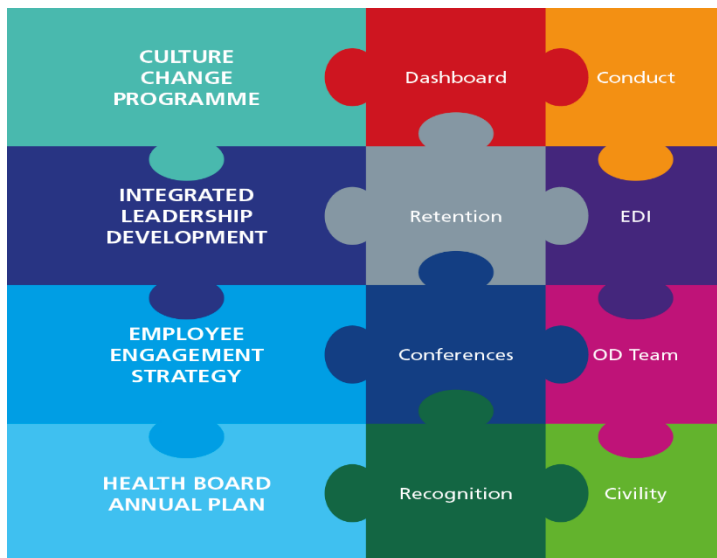 CULTURE
CHANGE
PROGRAMME
Dashboard
Conduct
INTEGRATED
LEADERSHIP
DEVELOPMENT
Retention
EDI
EMPLOYEE
ENGAGEMENT
STRATEGY
Conferences
OD Team
HEALTH BOARD
ANNUAL PLAN
Recognition
Civility